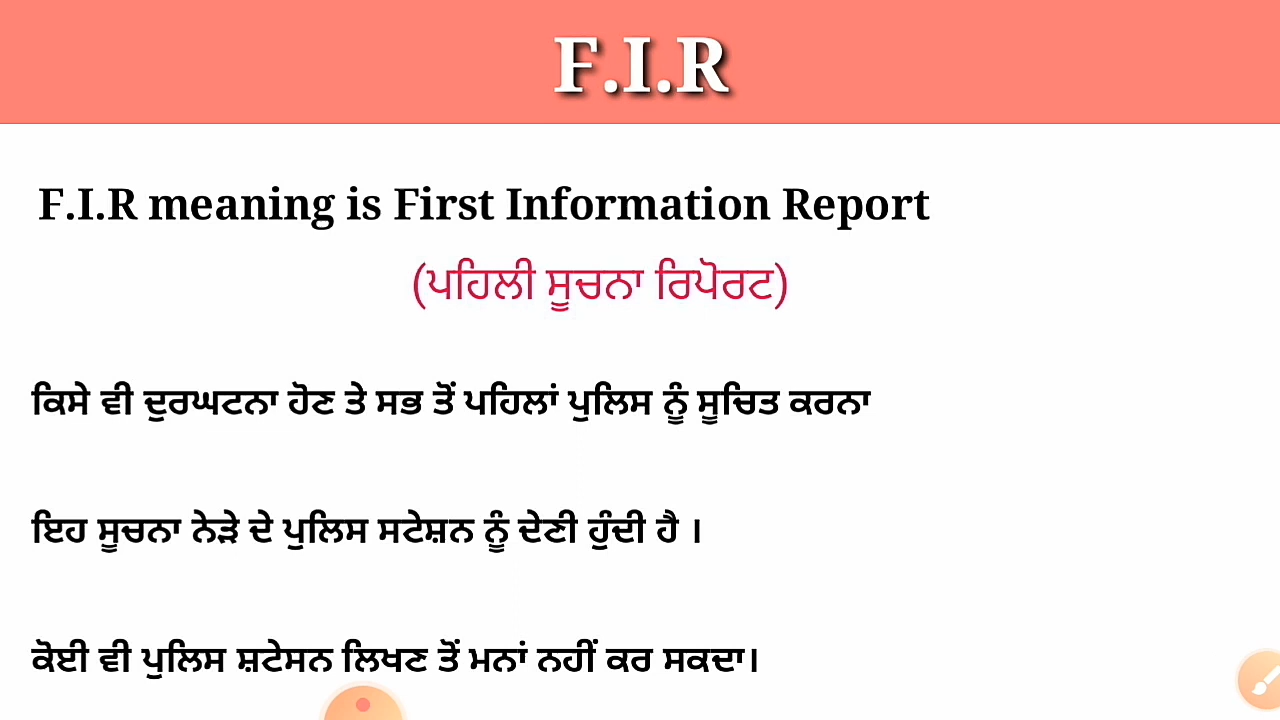 F.I.R
F.I.R meaning is First Information Report
(ਪਹਿਲੀ ਸੂਚਨਾ ਰਿਪੋਰਟ)
ਕਿਸੇ ਵੀ ਦੁਰਘਟਨਾ ਹੋਣ ਤੇ ਸਭ ਤੋਂ ਪਹਿਲਾਂ ਪੁਲਿਸ ਨੂੰ ਸੂਚਿਤ ਕਰਨਾ
ਇਹ ਸੂਚਨਾ ਨੇੜੇ ਦੇ ਪੁਲਿਸ ਸਟੇਸ਼ਨ ਨੂੰ ਦੇਣੀ ਹੁੰਦੀ ਹੈ ।
ਕੋਈ ਵੀ ਪੁਲਿਸ ਸ਼ਟੇਸਨ ਲਿਖਣ ਤੋਂ ਮਨਾਂ ਨਹੀਂ ਕਰ ਸਕਦਾ।